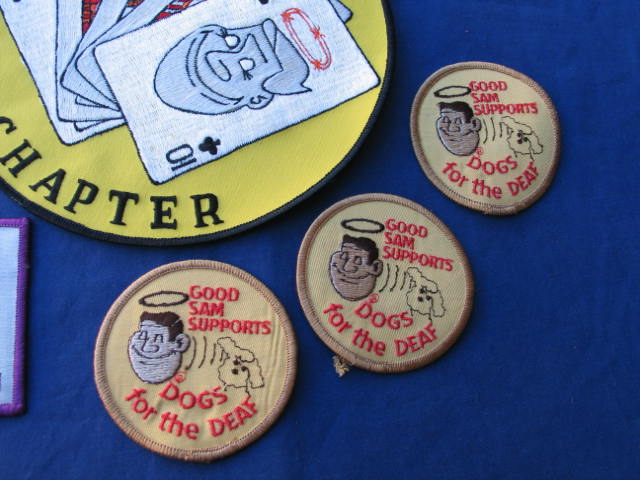 10
CHAPTER
GOOD
SAM
SUPPORTS
®
DOGS
for the DEAF
GOOD
SAM
SUPPORTS
®
DOGS
for the DEAF
GOOD
SAM
SUPPORTS
®
DOGS
for the DEAF